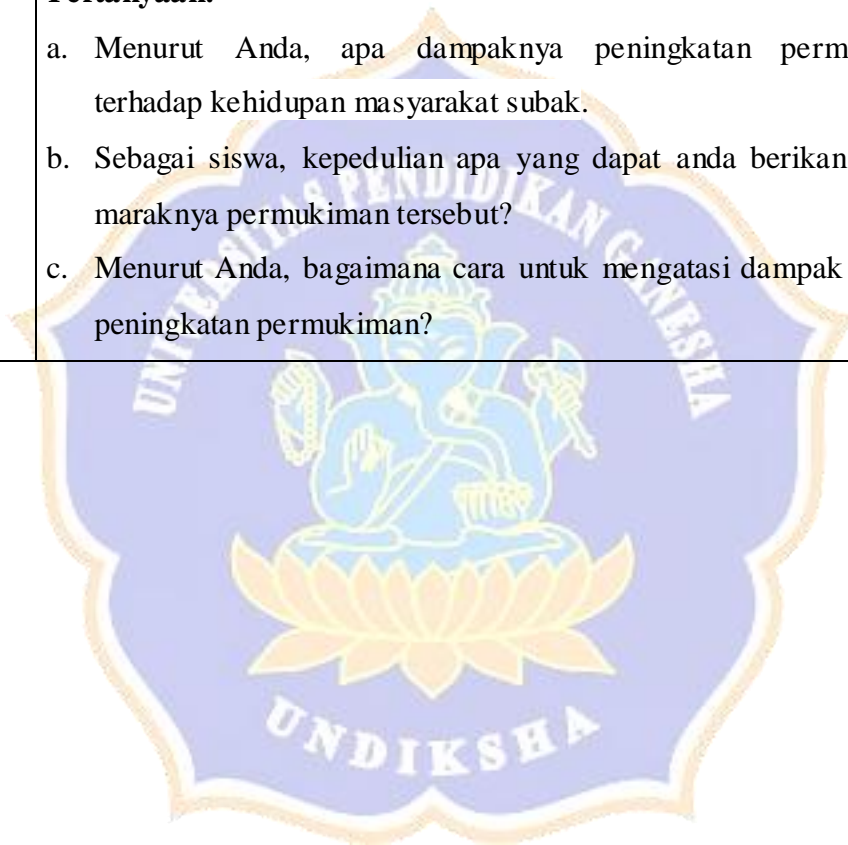 Pertanyaan:
a. Menurut Anda, apa dampaknya peningkatan perm
terhadap kehidupan masyarakat subak.
b. Sebagai siswa, kepedulian apa yang dapat anda berikan
maraknya permukiman tersebut?
c. Menurut Anda, bagaimana cara untuk mengatasi dampak
peningkatan permukiman?
UNIVERSITAS PENDIDIKAN GANESHA
UNDIKSHA